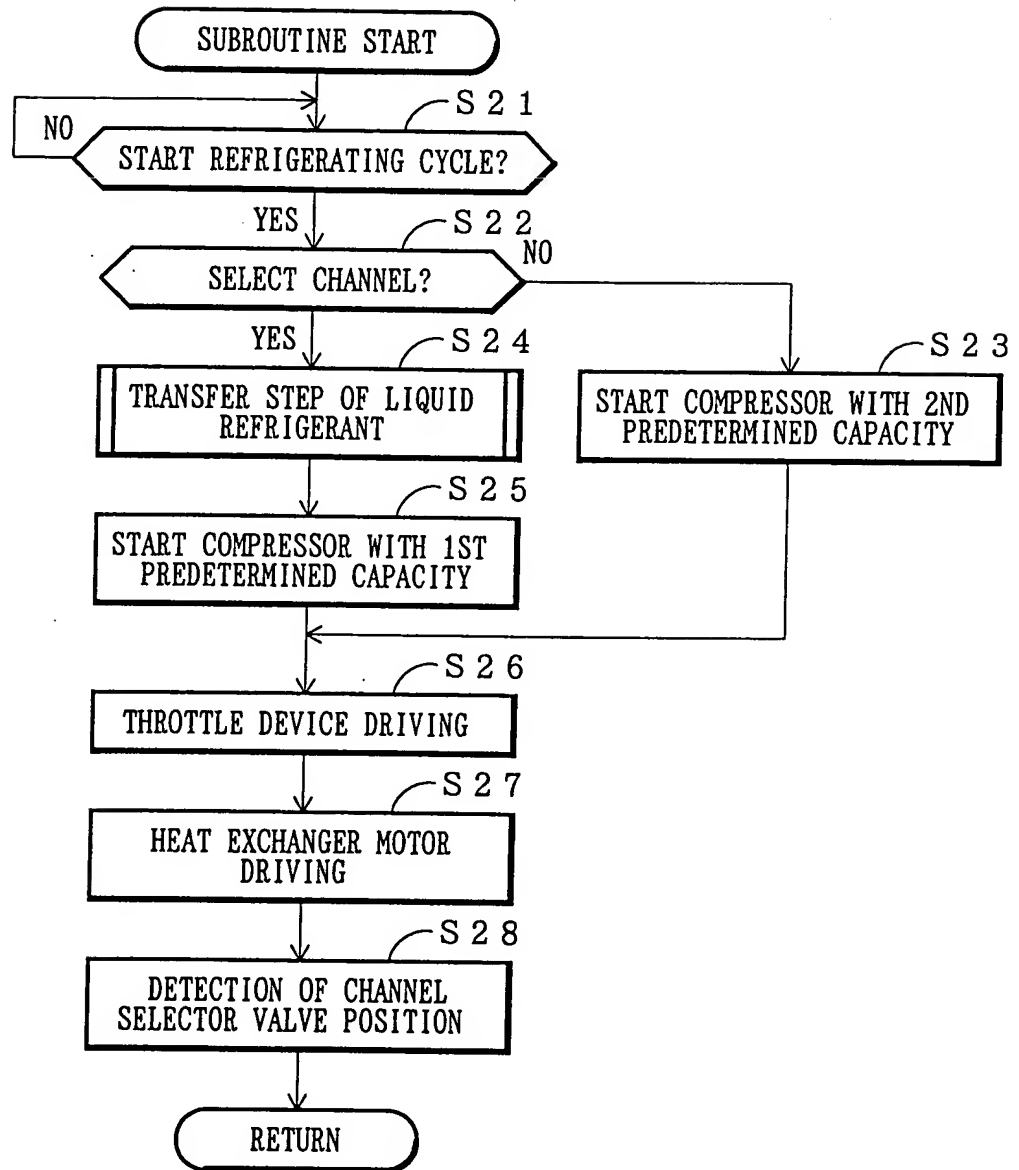 SUBROUTINE START
S21
NO
START REFRIGERATING CYCLE?
YES
S22
NO
SELECT CHANNEL?
YES
S24
S23
TRANSFER STEP OF LIQUID
REFRIGERANT
START COMPRESSOR WITH 2ND
PREDETERMINED CAPACITY
S25
START COMPRESSOR WITH 1ST
PREDETERMINED CAPACITY
S26
THROTTLE DEVICE DRIVING
S27
HEAT EXCHANGER MOTOR
DRIVING
S28
DETECTION OF CHANNEL
SELECTOR VALVE POSITION
RETURN